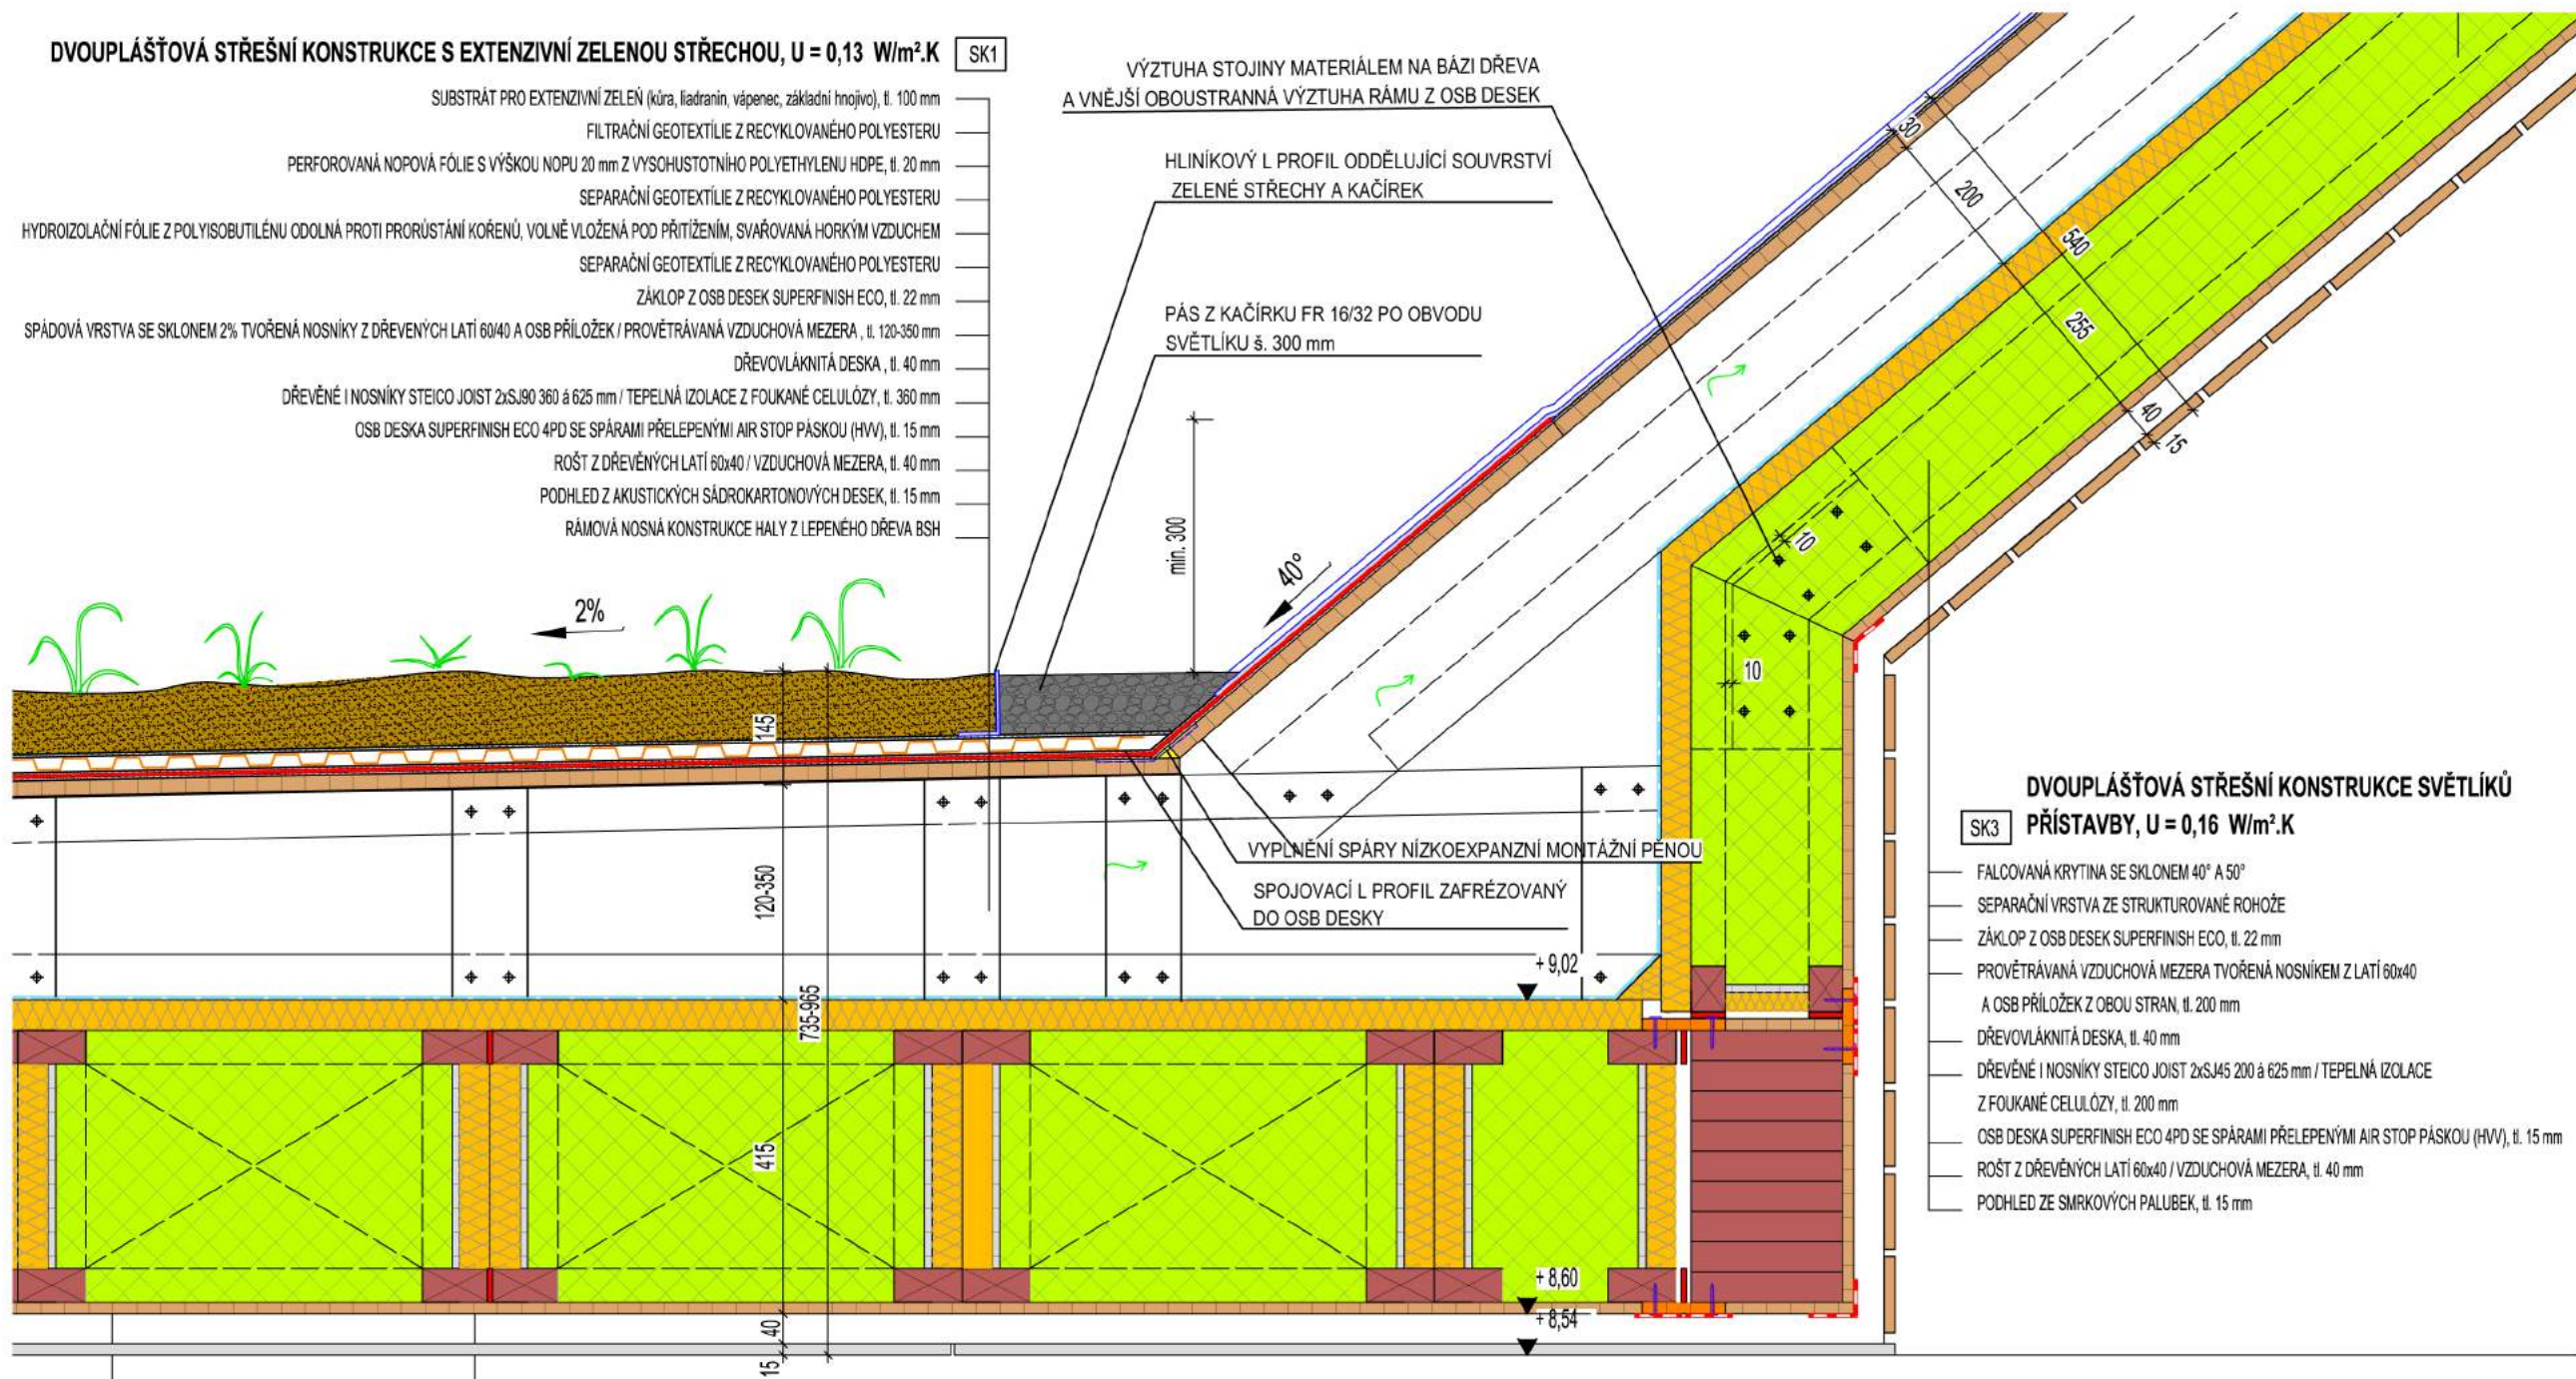 DVOUPLÁŠŤOVÁ STŘEŠNÍ KONSTRUKCE S EXTENZIVNÍ ZELENOU STŘECHOU, U = 0,13 W/m².K SK1
SUBSTRÁT PRO EXTENZIVNÍ ZELEŇ (kůra, liadranin, vápenec, základní hnojivo), tl. 100 mm
FILTRAČNÍ GEOTEXTÍLIE Z RECYKLOVANÉHO POLYESTERU
PERFOROVANÁ NOPOVÁ FÓLIE S VÝŠKOU NOPU 20 mm Z VYSOHUSTOTNÍHO POLYETHYLENU HDPE, tl. 20 mm
SEPARAČNÍ GEOTEXTÍLIE Z RECYKLOVANÉHO POLYESTERU
HYDROIZOLAČNÍ FÓLIE Z POLYISOBUTILÉNU ODOLNÁ PROTI PRORŮSTÁNÍ KOŘENŮ, VOLNĚ VLOŽENÁ POD PŘITÍŽENÍM, SVAŘOVANÁ HORKÝM VZDUCHEM
SEPARAČNÍ GEOTEXTÍLIE Z RECYKLOVANÉHO POLYESTERU
ZÁKLOP Z OSB DESEK SUPERFINISH ECO, tl. 22 mm
SPÁDOVÁ VRSTVA SE SKLONEM 2% TVOŘENÁ NOSNÍKY Z DŘEVENÝCH LATÍ 60/40 A OSB PŘÍLOŽEK / PROVĚTRÁVANÁ VZDUCHOVÁ MEZERA , tl. 120-350 mm
DŘEVOVLÁKNITÁ DESKA , tl. 40 mm
DŘEVĚNÉ I NOSNÍKY STEICO JOIST 2xSJ90 360 á 625 mm / TEPELNÁ IZOLACE Z FOUKANÉ CELULÓZY, tl. 360 mm
OSB DESKA SUPERFINISH ECO 4PD SE SPÁRAMI PŘELEPENÝMI AIR STOP PÁSKOU (HVV), tl. 15 mm
ROŠT Z DŘEVĚNÝCH LATÍ 60x40 / VZDUCHOVÁ MEZERA, tl. 40 mm
PODHLED Z AKUSTICKÝCH SÁDROKARTONOVÝCH DESEK, tl. 15 mm
RÁMOVÁ NOSNÁ KONSTRUKCE HALY Z LEPENÉHO DŘEVA BSH
VÝZTUHA STOJINY MATERIÁLEM NA BÁZI DŘEVA
A VNĚJŠÍ OBOUSTRANNÁ VÝZTUHA RÁMU Z OSB DESEK
HLINÍKOVÝ L PROFIL ODDĚLUJÍCÍ SOUVRSTVÍ
ZELENÉ STŘECHY A KAČÍREK
PÁS Z KAČÍRKU FR 16/32 PO OBVODU
SVĚTLÍKU š. 300 mm
30
200
540
255
40
15
10
10
min. 300
40°
2%
145
120-350
735-965
415
40
15
VYPLNĚNÍ SPÁRY NÍZKOEXPANZNÍ MONTÁŽNÍ PĚNOU
SPOJOVACÍ L PROFIL ZAFRÉZOVANÝ
DO OSB DESKY
+ 9,02
+ 8,60
+ 8,54
DVOUPLÁŠŤOVÁ STŘEŠNÍ KONSTRUKCE SVĚTLÍKŮ
SK3 PŘÍSTAVBY, U = 0,16 W/m².K
FALCOVANÁ KRYTINA SE SKLONEM 40° A 50°
SEPARAČNÍ VRSTVA ZE STRUKTUROVANÉ ROHOŽE
ZÁKLOP Z OSB DESEK SUPERFINISH ECO, tl. 22 mm
PROVĚTRÁVANÁ VZDUCHOVÁ MEZERA TVOŘENÁ NOSNÍKEM Z LATÍ 60x40
A OSB PŘÍLOŽEK Z OBOU STRAN, tl. 200 mm
DŘEVOVLÁKNITÁ DESKA, tl. 40 mm
DŘEVĚNÉ I NOSNÍKY STEICO JOIST 2xSJ45 200 á 625 mm / TEPELNÁ IZOLACE
Z FOUKANÉ CELULÓZY, tl. 200 mm
OSB DESKA SUPERFINISH ECO 4PD SE SPÁRAMI PŘELEPENÝMI AIR STOP PÁSKOU (HVV), tl. 15 mm
ROŠT Z DŘEVĚNÝCH LATÍ 60x40 / VZDUCHOVÁ MEZERA, tl. 40 mm
PODHLED ZE SMRKOVÝCH PALUBEK, tl. 15 mm